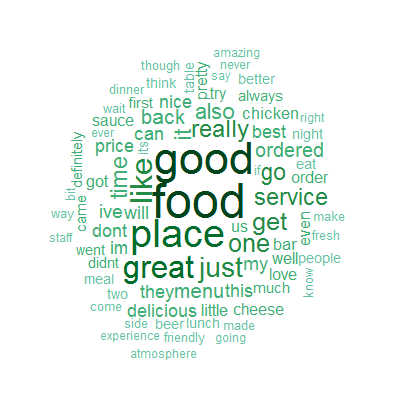 amazing
though
never
table
say
pretty
think
better
dinner
try
always
wait
first
nice
also
chicken
right
sauce
back
really
best
night
ever
can
it
its
price
good
ordered
definitely
time
like
if
eat
bit
got
food
go
order
came
ive
will
service
way
get
us
even
make
dont
place
one
bar
fresh
staff
im
went
well
people
didnt
great
just
my
love
know
meal
they
menu
this
much
two
delicious
little
cheese
come
side
beer
lunch
made
experience
friendly
going
atmosphere